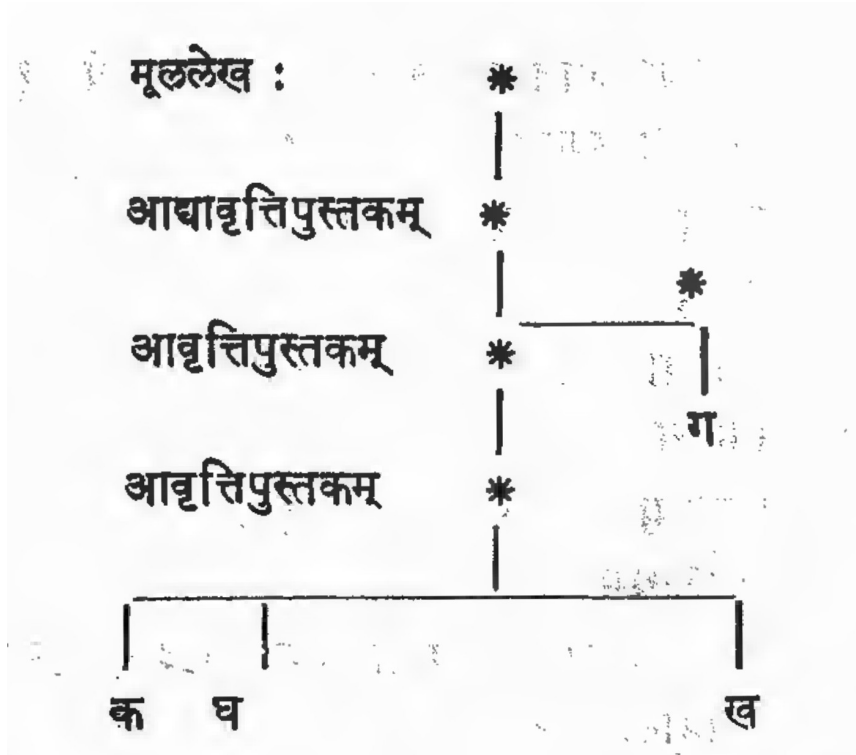 मूललेख : *
आद्यावृत्तिपुस्तकम् *
*
आवृत्तिपुस्तकम् *
ग
आवृत्तिपुस्तकम् *
क घ ख